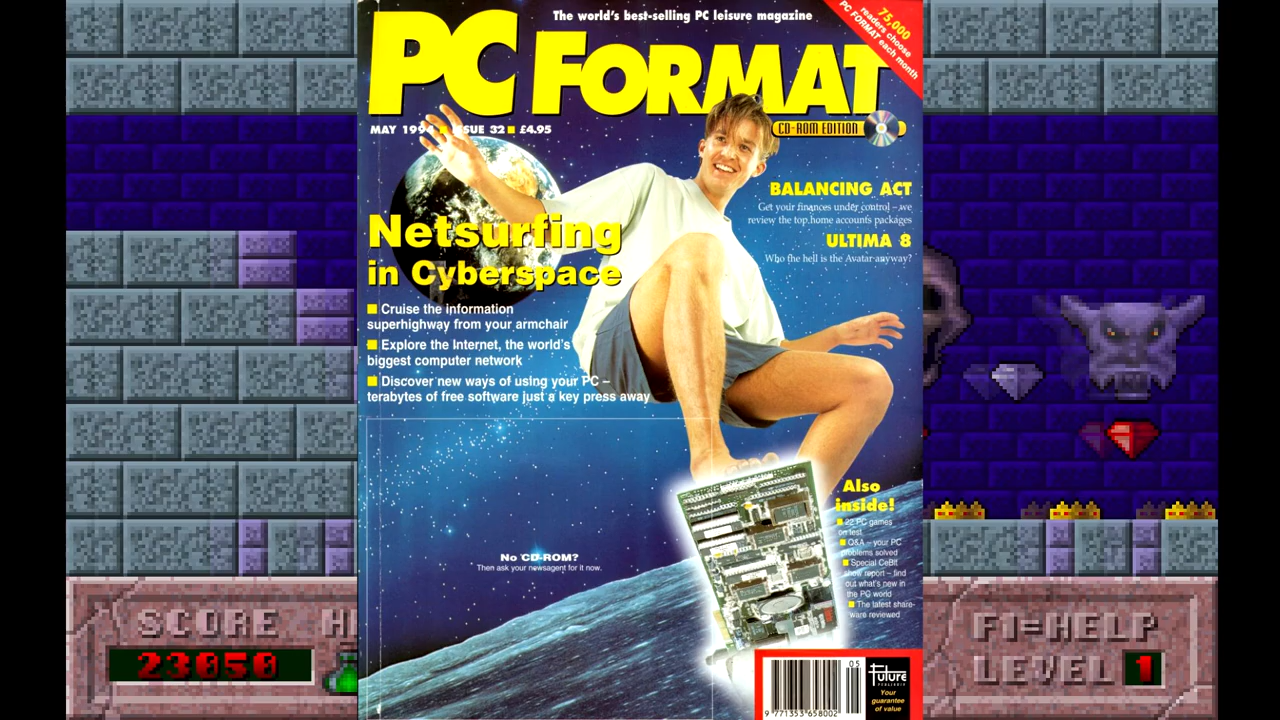 The world's best-selling PC leisure magazine
75,000
readers choose
PC FORMAT each month
PC FORMAT
MAY 1994 ■ ISSUE 32 ■ £4.95
CD-ROM EDITION
BALANCING ACT
Get your finances under control – we
review the top home accounts packages
ULTIMA 8
Who the hell is the Avatar anyway?
Netsurfing
in Cyberspace
■ Cruise the information
superhighway from your armchair
■ Explore the Internet, the world's
biggest computer network
■ Discover new ways of using your PC –
terabytes of free software just a key press away
No CD-ROM?
Then ask your newsagent for it now.
Also
inside!
■ 22 PC games
on test
■ Q&A – your PC
problems solved
■ Special CeBit
show report – find
out what's new in
the PC world
■ The latest share-
ware reviewed
05
9 771353 658002
Future
PUBLISHING
Your
guarantee
of value
SCORE H
23050
F1=HELP
LEVEL 1